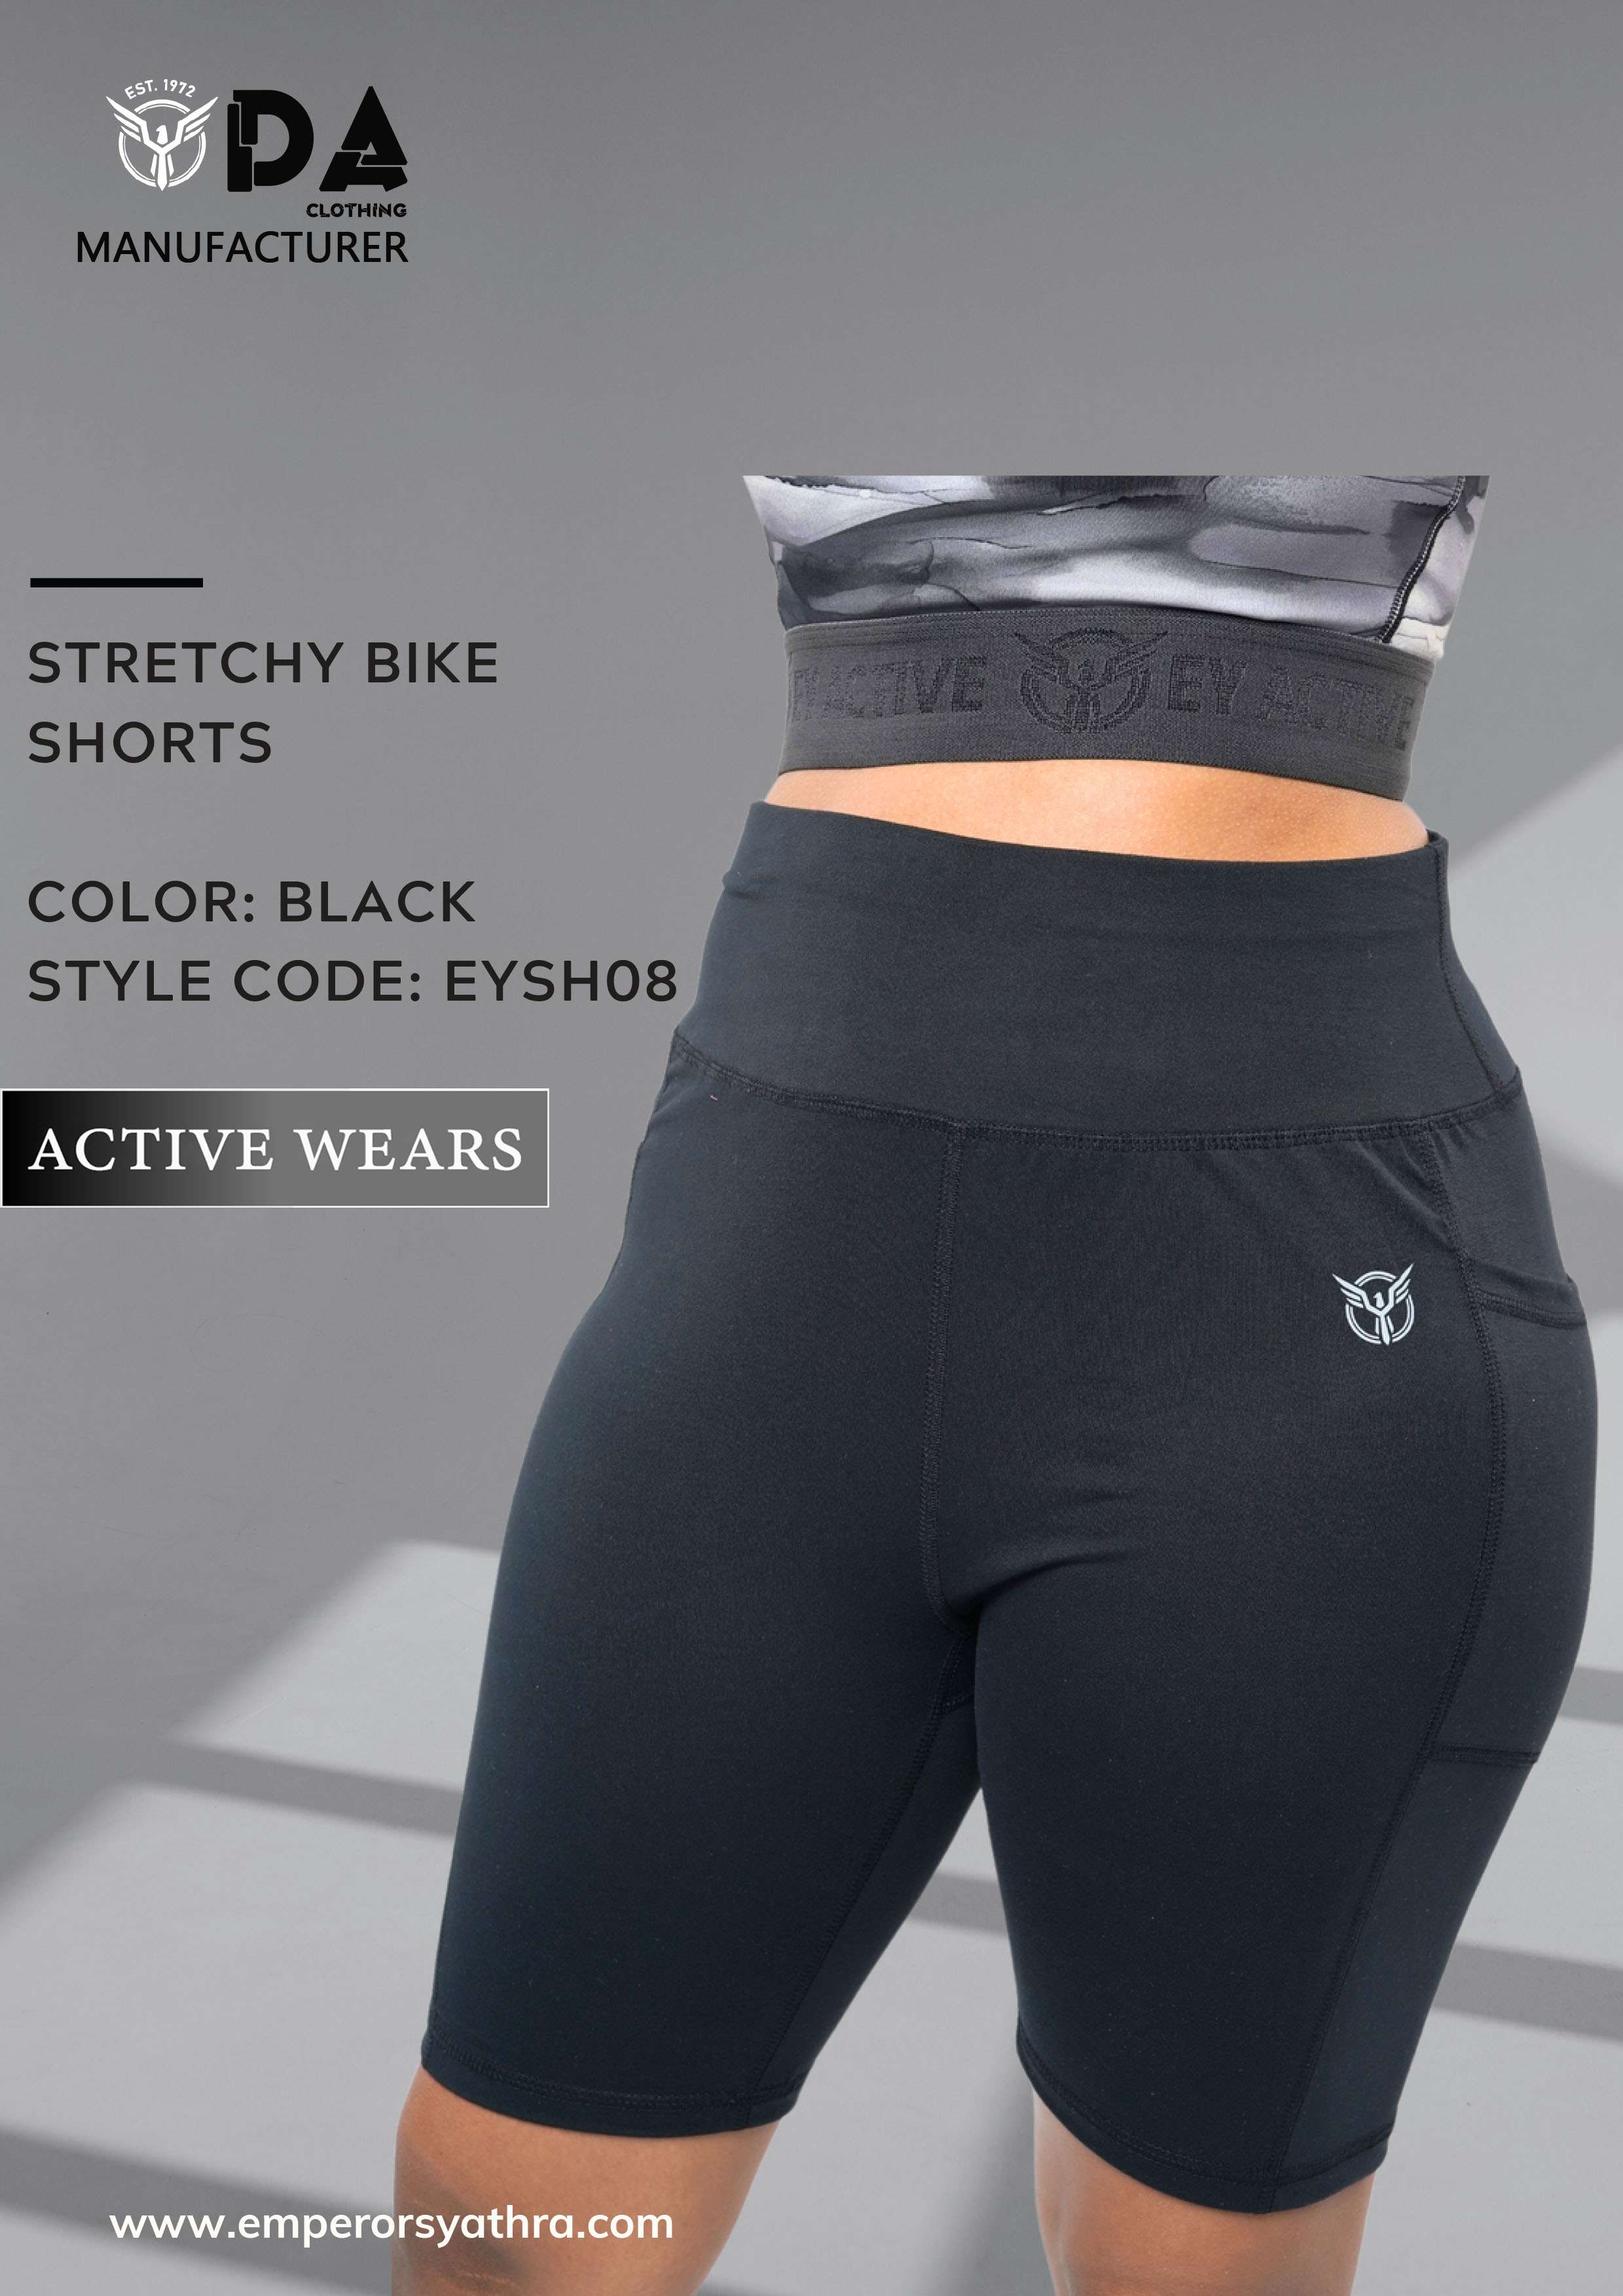 EST. 1972
DA
CLOTHING
MANUFACTURER
EY ACTIVE EY ACTIVE
STRETCHY BIKE
SHORTS
COLOR: BLACK
STYLE CODE: EYSH08
ACTIVE WEARS
www.emperorsyathra.com